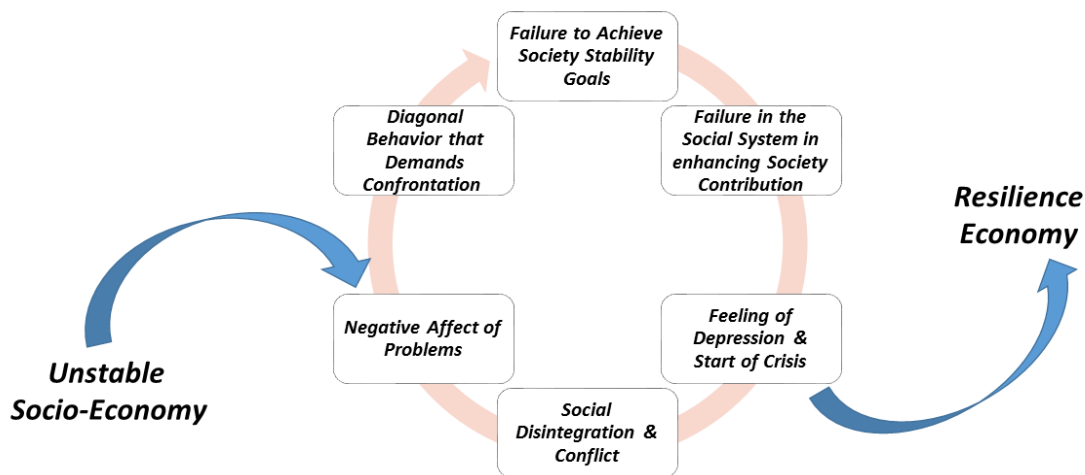 Failure to Achieve
Society Stability
Goals
Diagonal
Behavior that
Demands
Confrontation
Failure in the
Social System in
enhancing Society
Contribution
Resilience
Economy
Negative Affect of
Problems
Feeling of
Depression &
Start of Crisis
Unstable
Socio-Economy
Social
Disintegration &
Conflict